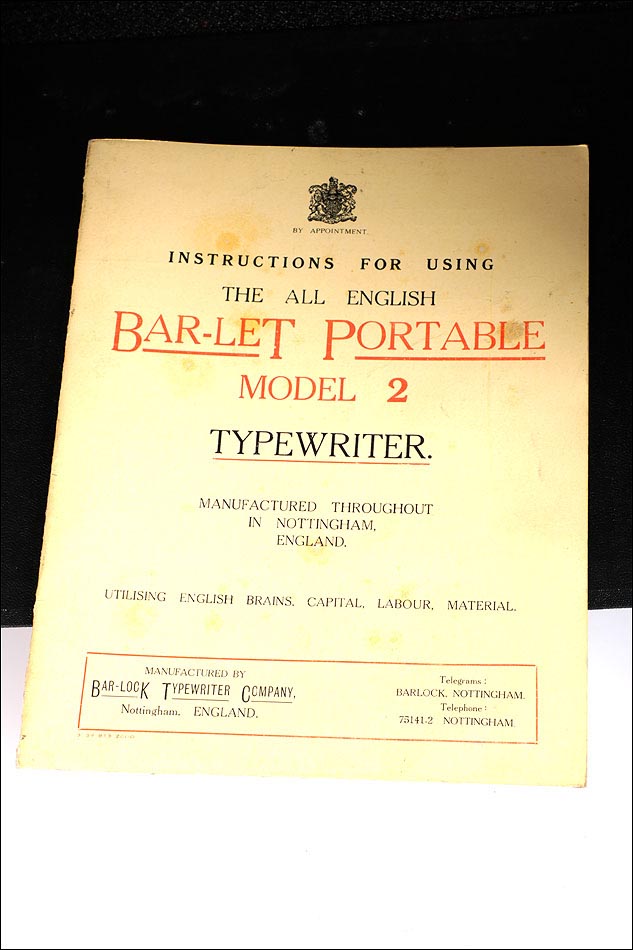 BY APPOINTMENT.
INSTRUCTIONS FOR USING
THE ALL ENGLISH
BAR-LET PORTABLE
MODEL 2
TYPEWRITER.
MANUFACTURED THROUGHOUT
IN NOTTINGHAM,
ENGLAND.
UTILISING ENGLISH BRAINS, CAPITAL, LABOUR, MATERIAL.
MANUFACTURED BY
BAR-LOCK TYPEWRITER COMPANY,
Nottingham, ENGLAND.
Telegrams:
BARLOCK, NOTTINGHAM.
Telephone:
75141-2 NOTTINGHAM.